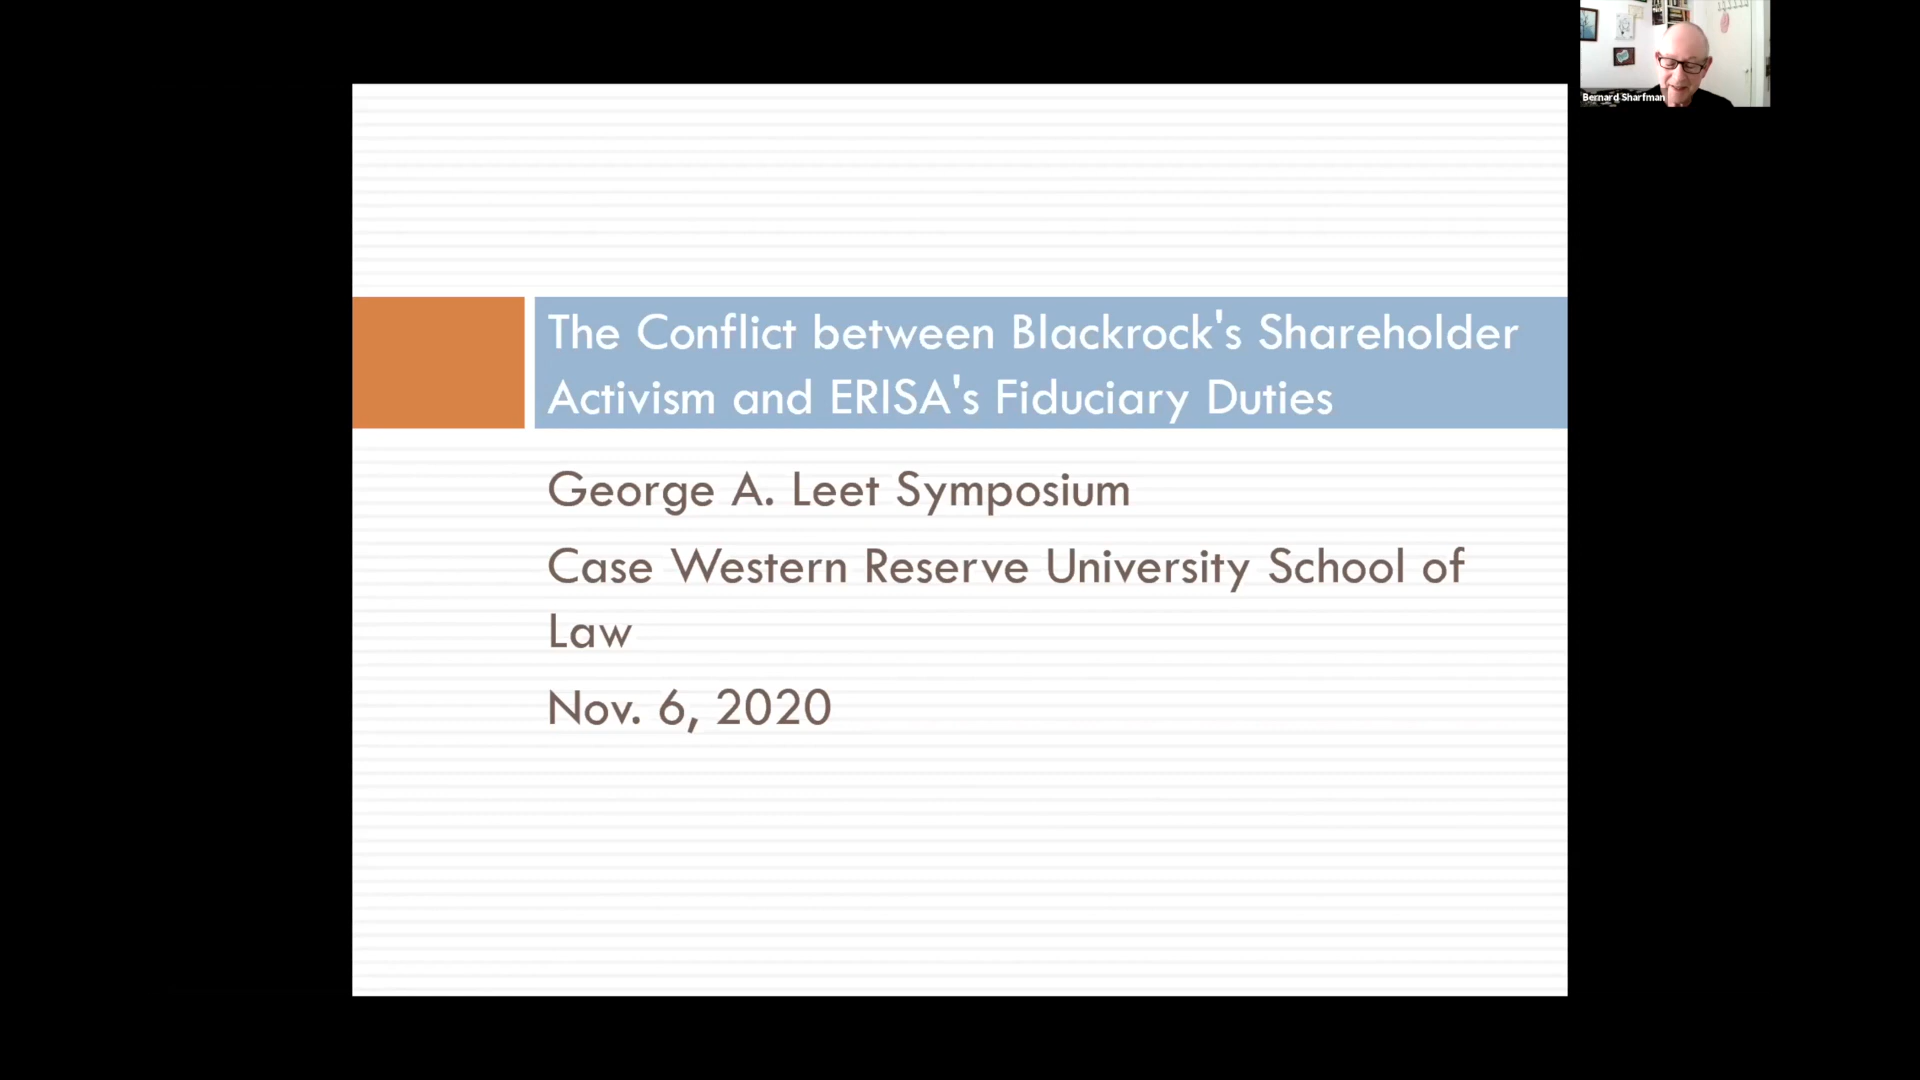 Bernard Sharfman
The Conflict between Blackrock's Shareholder
Activism and ERISA's Fiduciary Duties
George A. Leet Symposium
Case Western Reserve University School of
Law
Nov. 6, 2020